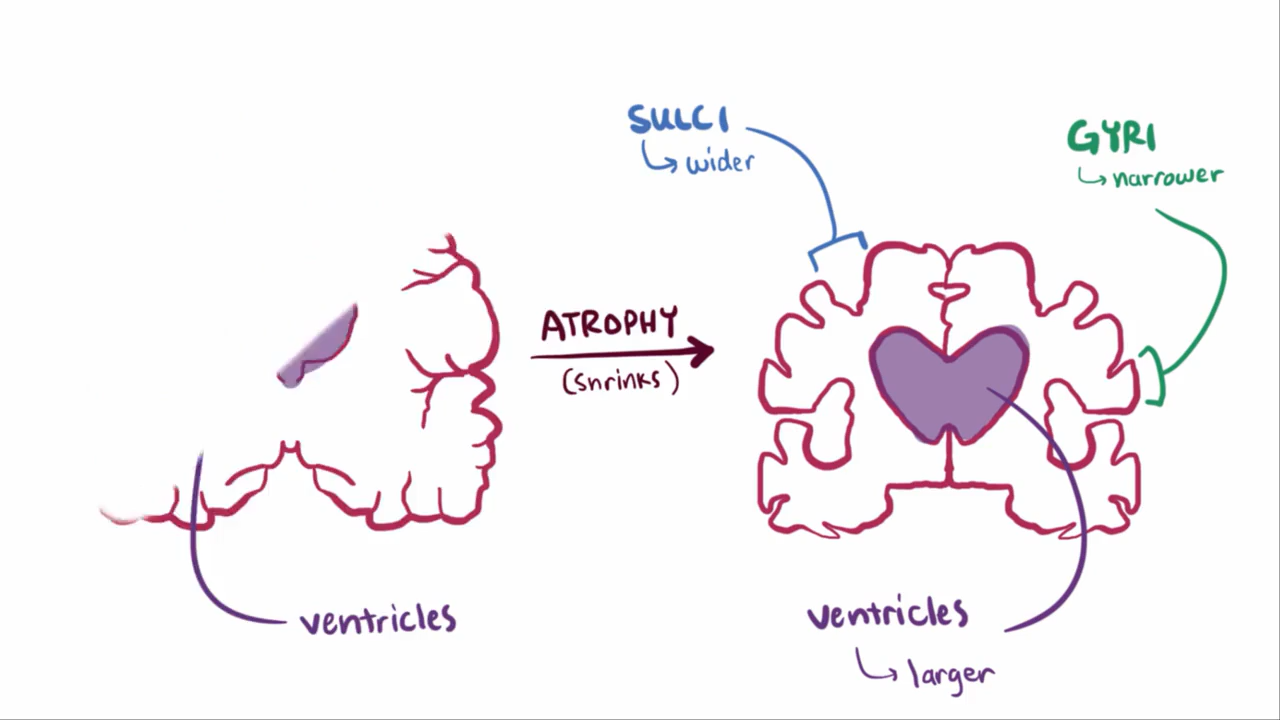 SULCI
↳ wider
GYRI
↳ narrower
ATROPHY
(shrinks)
ventricles
ventricles
↳ larger